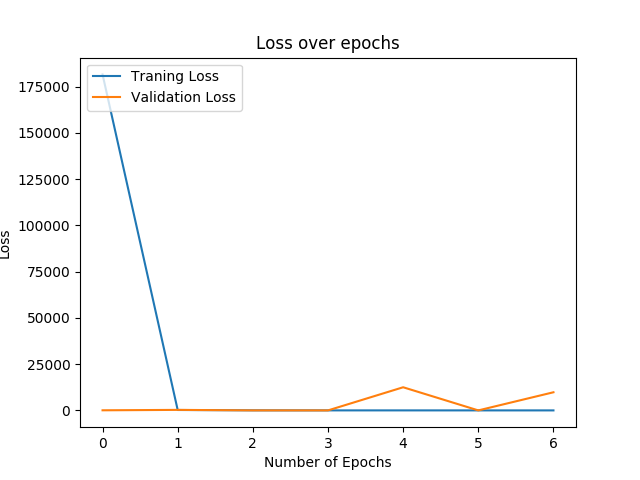 Loss over epochs
Traning Loss
Validation Loss
175000
150000
125000
100000
75000
50000
25000
0
Loss
0 1 2 3 4 5 6
Number of Epochs